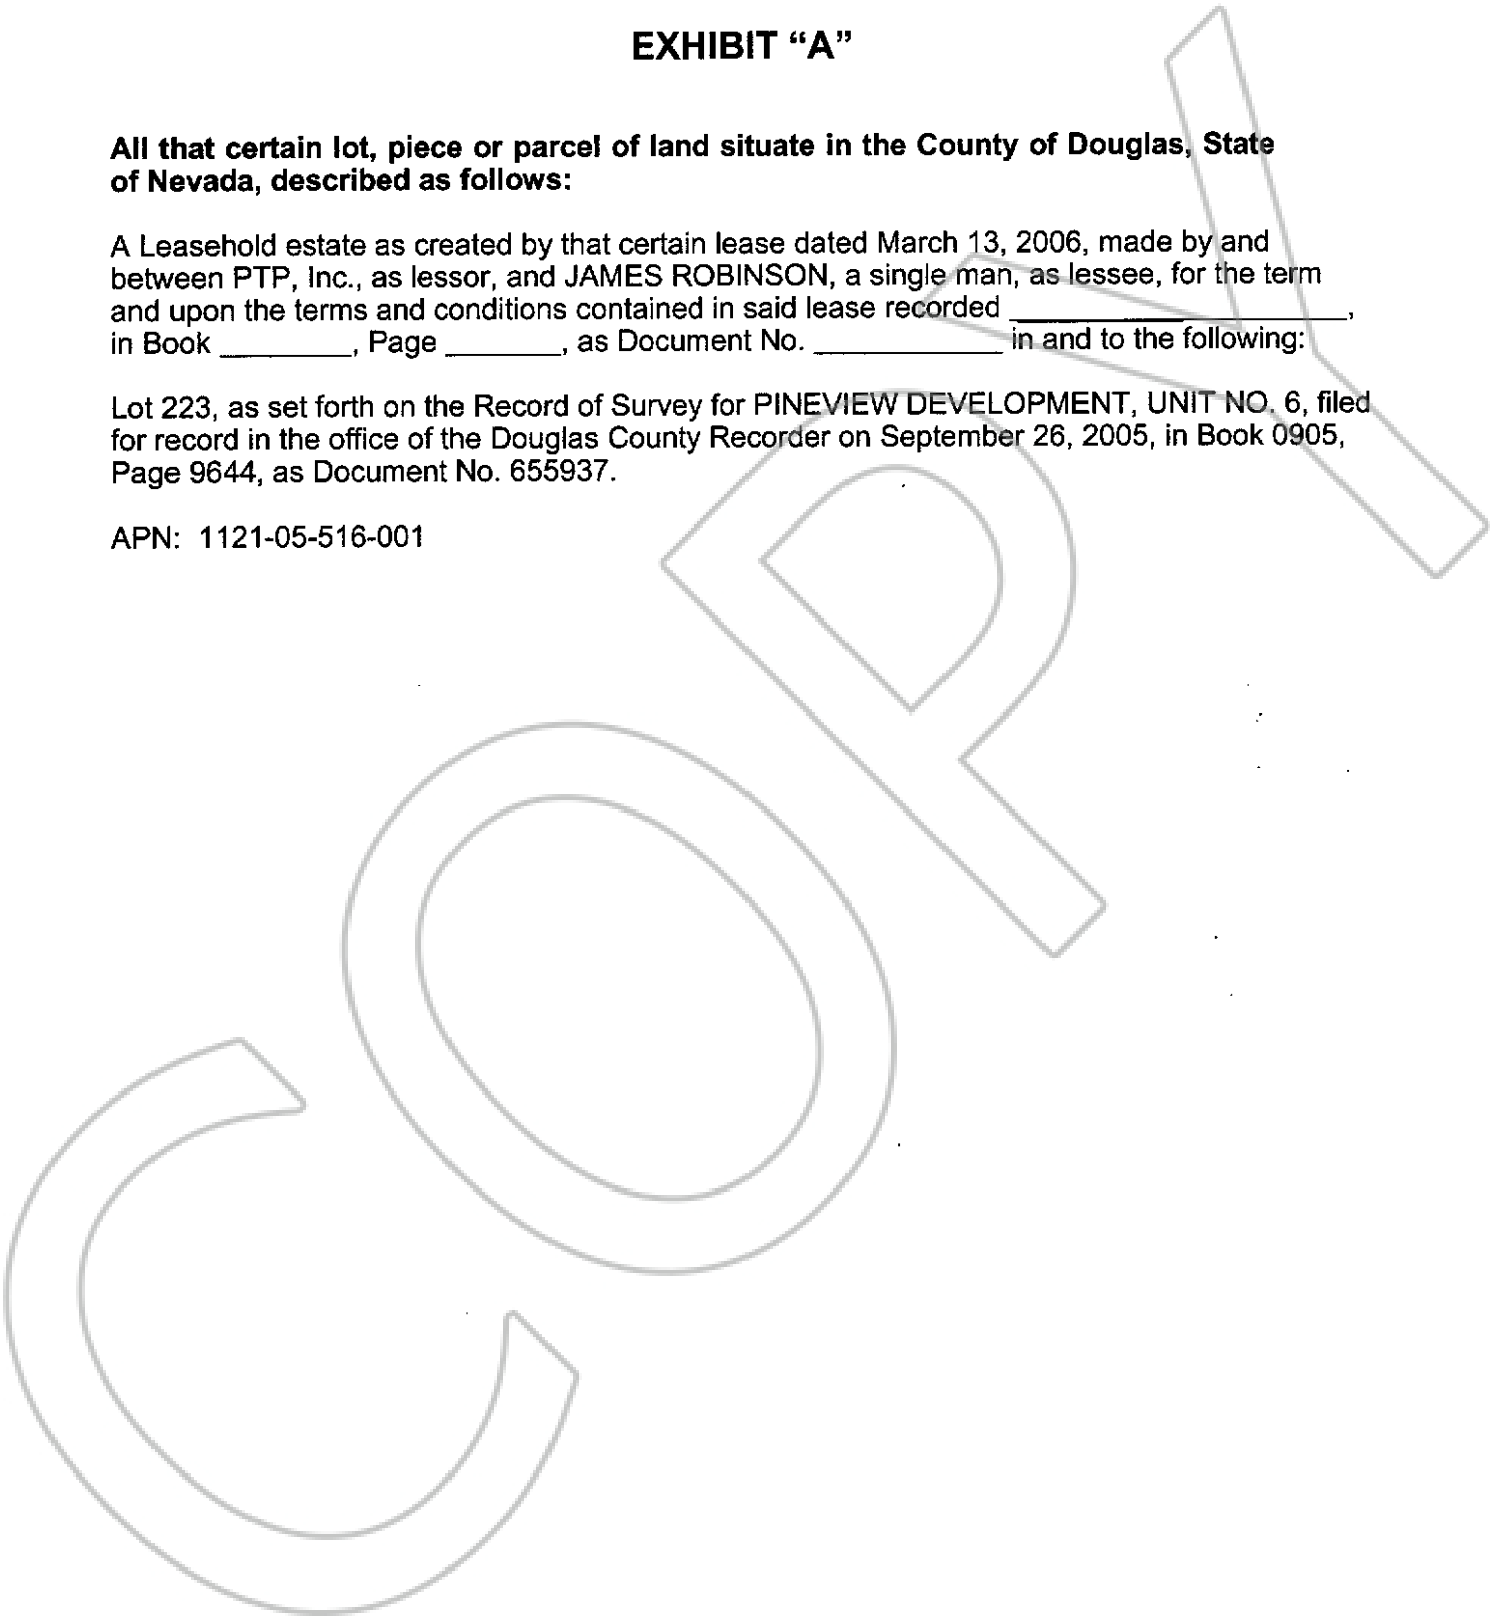 EXHIBIT “A”
All that certain lot, piece or parcel of land situate in the County of Douglas, State
of Nevada, described as follows:
A Leasehold estate as created by that certain lease dated March 13, 2006, made by and
between PTP, Inc., as lessor, and JAMES ROBINSON, a single man, as lessee, for the term
and upon the terms and conditions contained in said lease recorded ____________________,
in Book ________, Page _______, as Document No. ___________ in and to the following:
Lot 223, as set forth on the Record of Survey for PINEVIEW DEVELOPMENT, UNIT NO. 6, filed
for record in the office of the Douglas County Recorder on September 26, 2005, in Book 0905,
Page 9644, as Document No. 655937.
APN: 1121-05-516-001
COPY